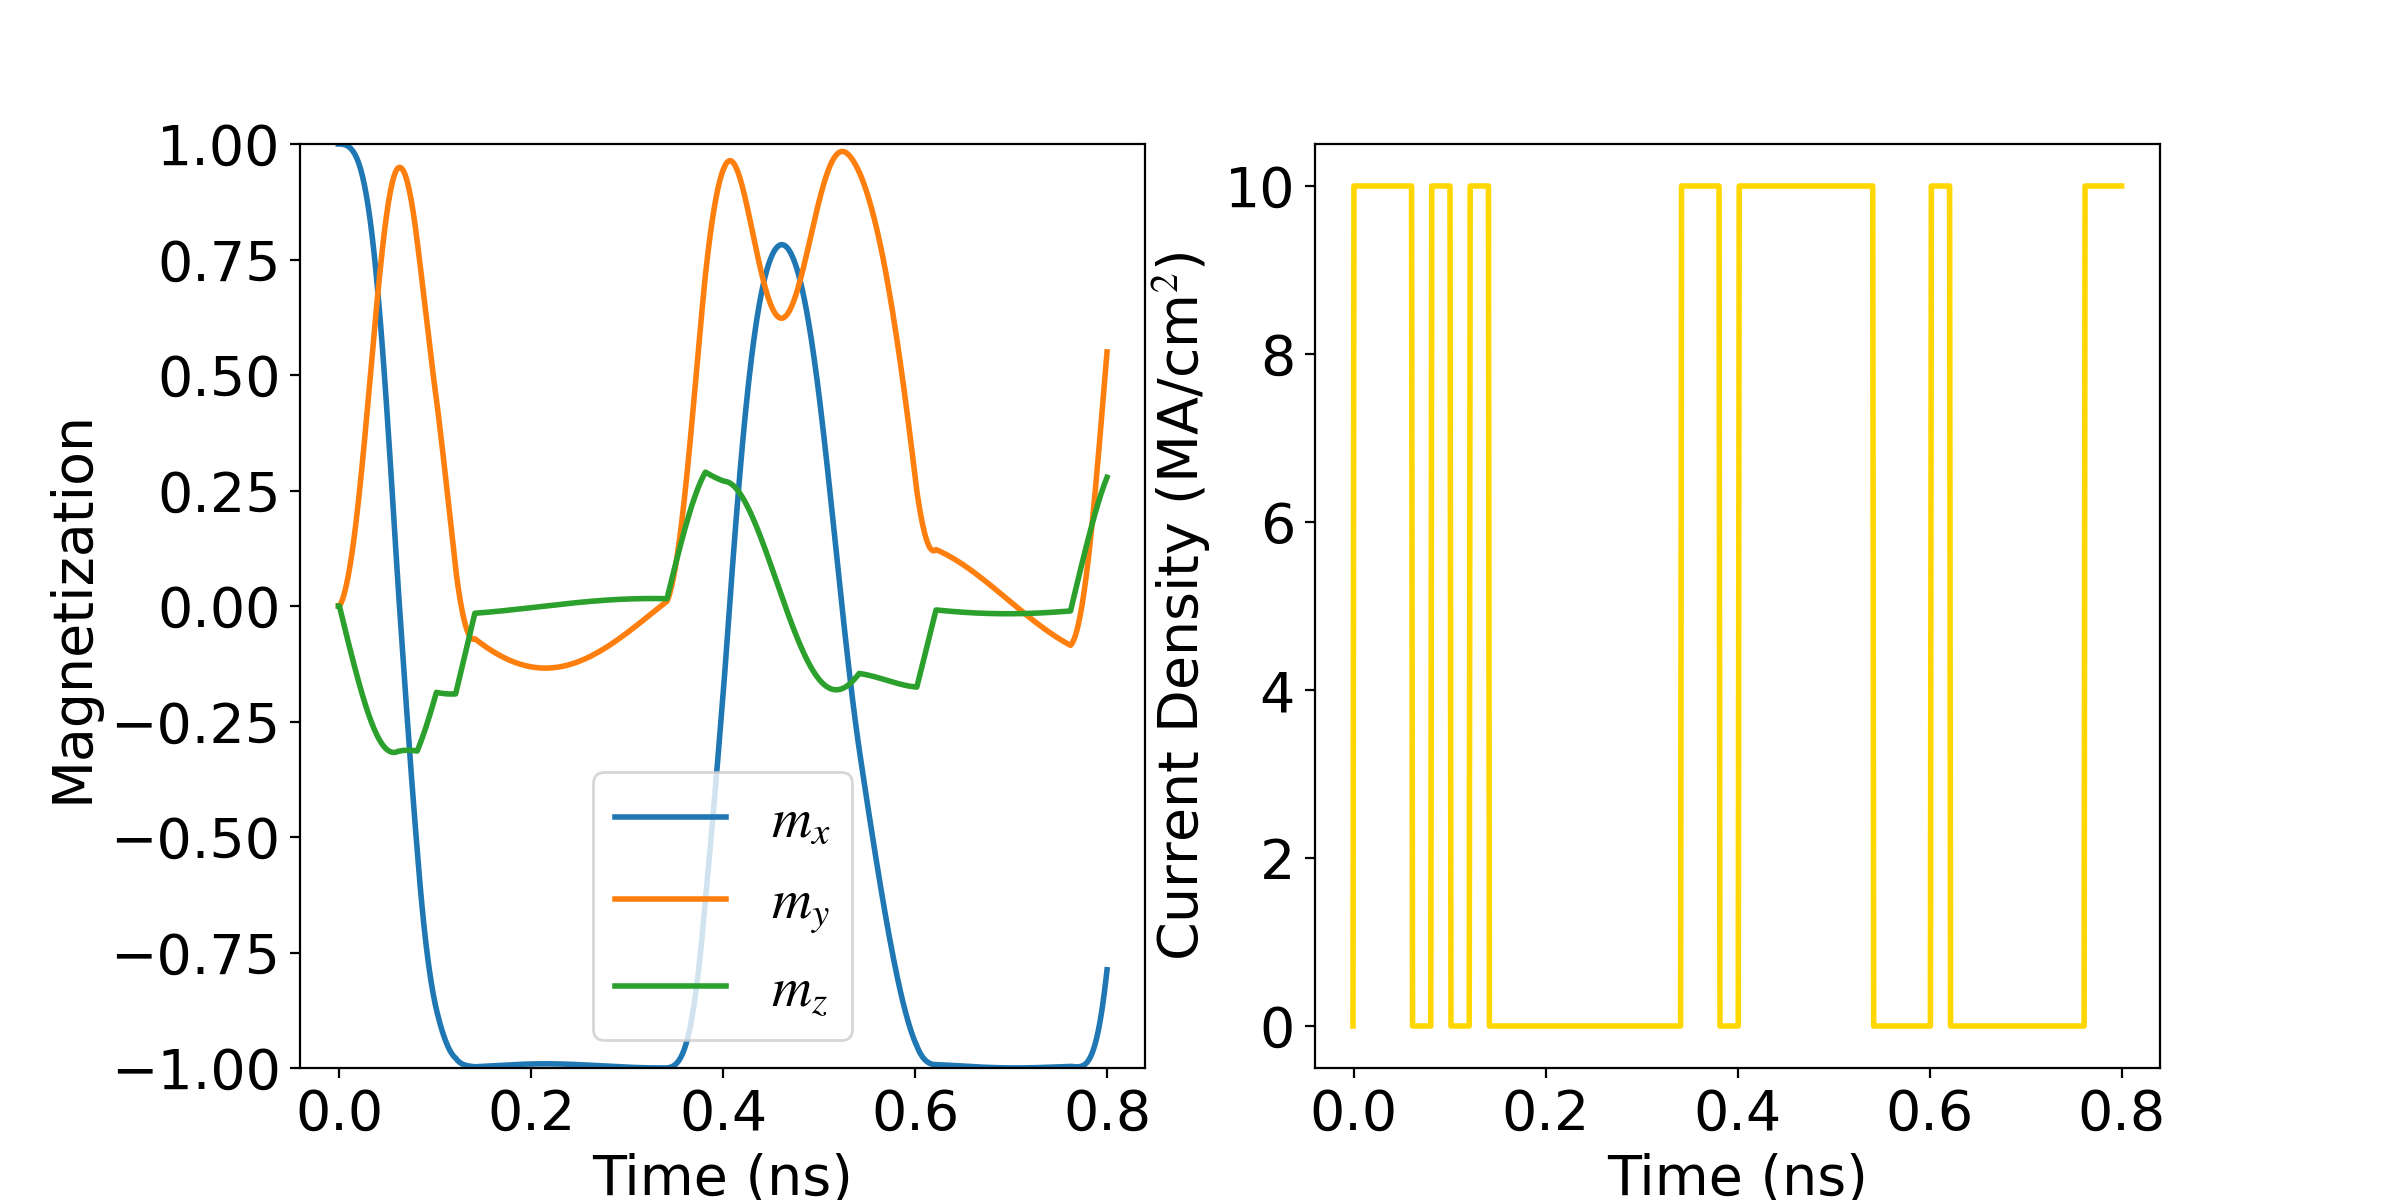 Magnetization
1.00
0.75
0.50
0.25
0.00
−0.25
−0.50
−0.75
−1.00
0.0 0.2 0.4 0.6 0.8
Time (ns)
m_x
m_y
m_z
Current Density (MA/cm²)
10
8
6
4
2
0
0.0 0.2 0.4 0.6 0.8
Time (ns)